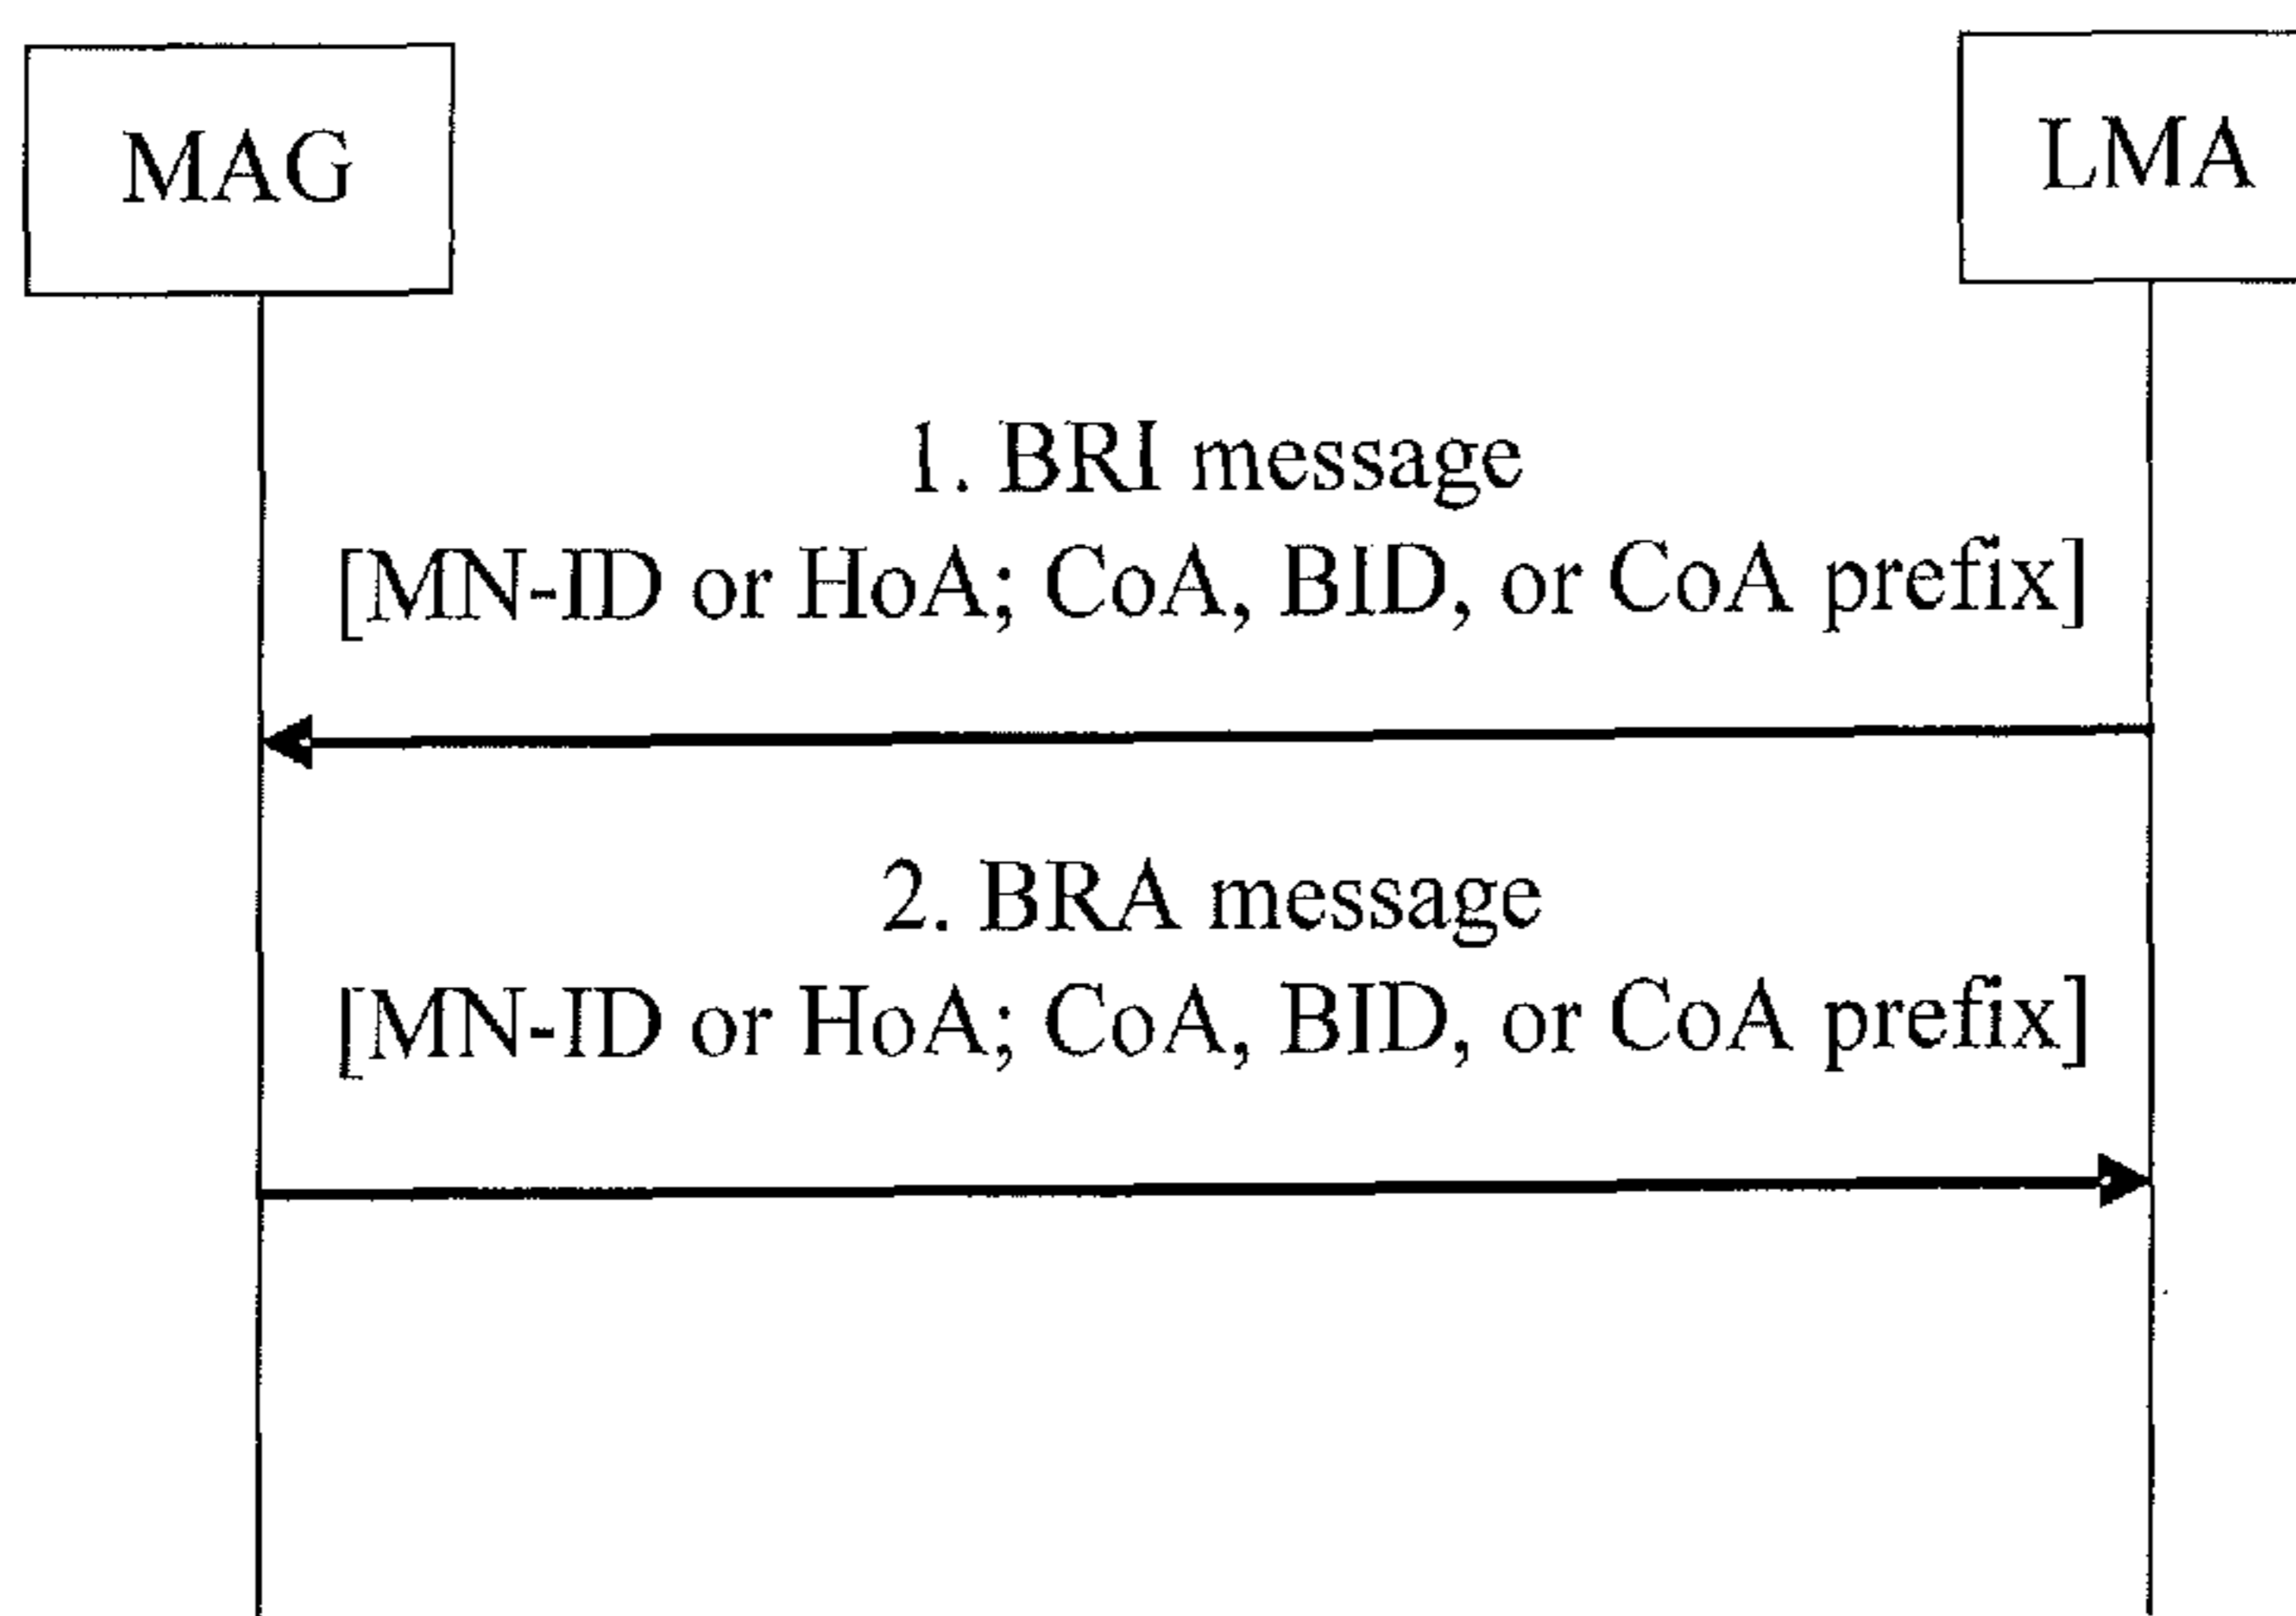 MAG
LMA
1. BRI message
[MN-ID or HoA; CoA, BID, or CoA prefix]
2. BRA message
[MN-ID or HoA; CoA, BID, or CoA prefix]